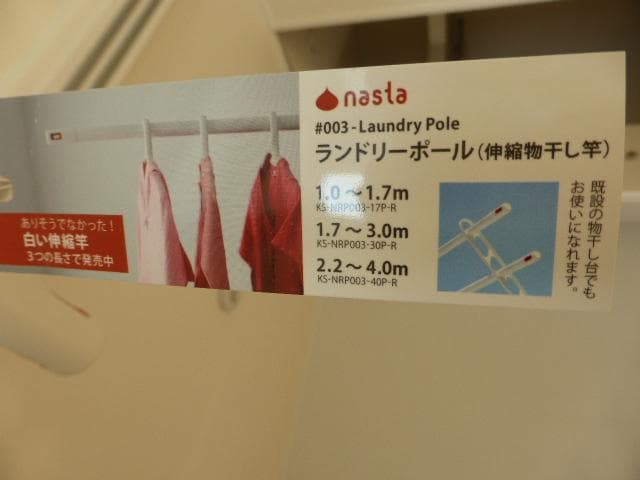 nasta
#003-Laundry Pole
ランドリーポール(伸縮物干し竿)
1.0～1.7m
KS-NRP003-17P-R
1.7～3.0m
KS-NRP003-30P-R
2.2～4.0m
KS-NRP003-40P-R
既設の物干し台でも
お使いになれます。
ありそうでなかった!
白い伸縮竿
3つの長さで発売中